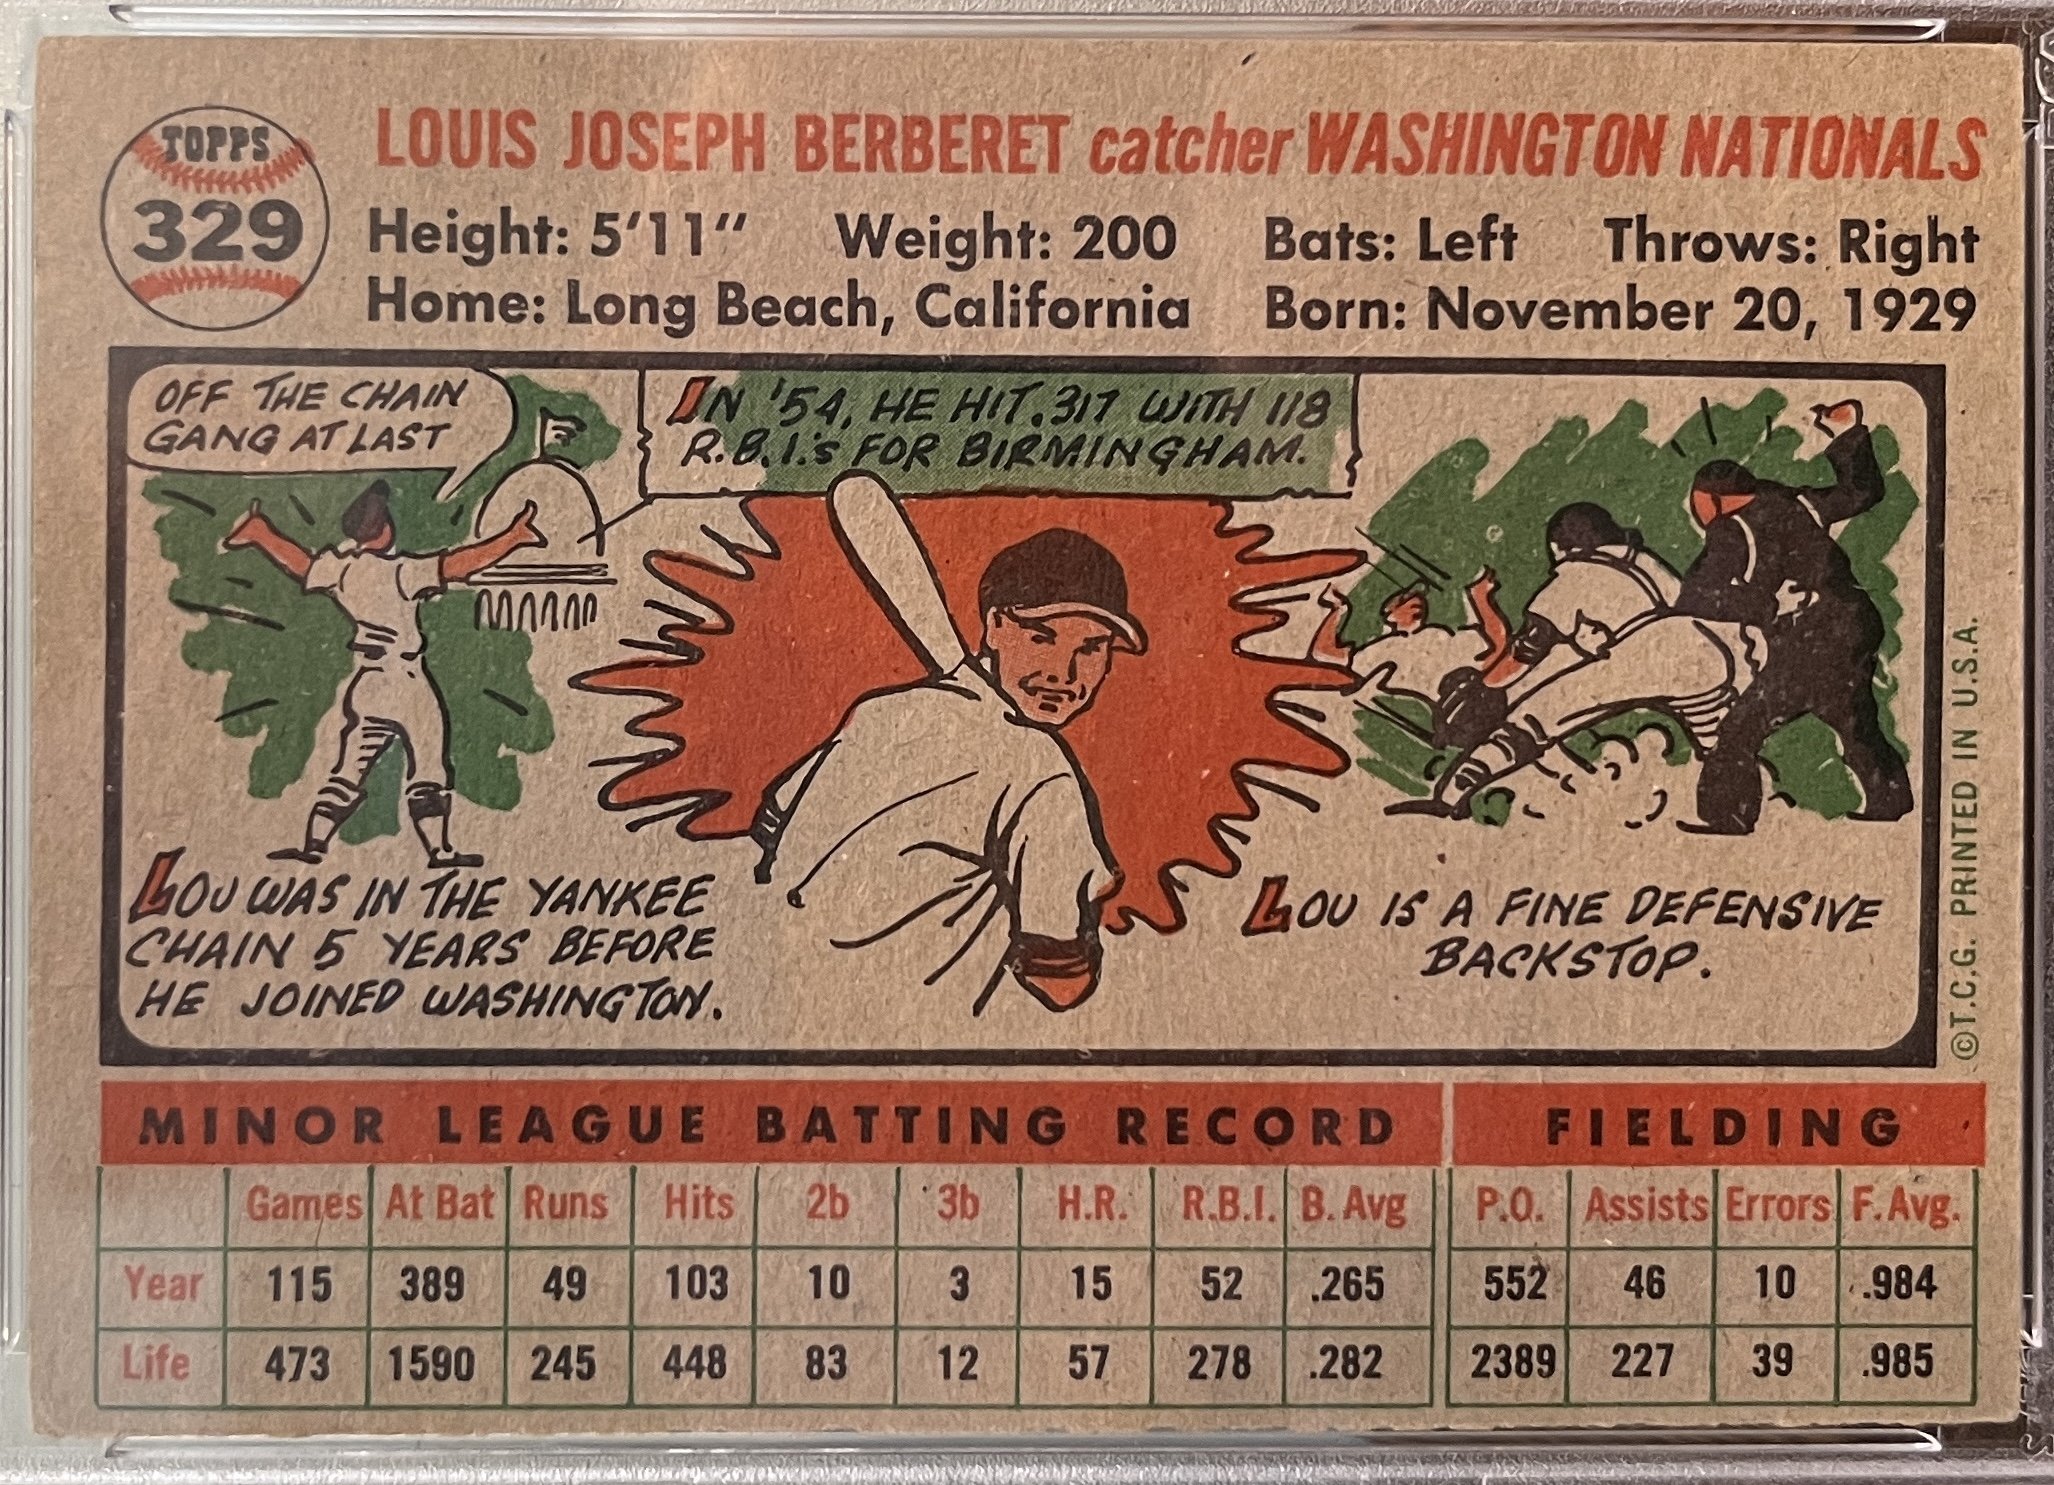 TOPPS
329
LOUIS JOSEPH BERBERET catcher WASHINGTON NATIONALS
Height: 5'11" Weight: 200 Bats: Left Throws: Right
Home: Long Beach, California Born: November 20, 1929
OFF THE CHAIN
GANG AT LAST
IN '54, HE HIT .317 WITH 118
R.B.I.'s FOR BIRMINGHAM.
LOU WAS IN THE YANKEE
CHAIN 5 YEARS BEFORE
HE JOINED WASHINGTON.
LOU IS A FINE DEFENSIVE
BACKSTOP.
©T.C.G. PRINTED IN U.S.A.
MINOR LEAGUE BATTING RECORD FIELDING
Games At Bat Runs Hits 2b 3b H.R. R.B.I. B. Avg P.O. Assists Errors F. Avg.
Year 115 389 49 103 10 3 15 52 .265 552 46 10 .984
Life 473 1590 245 448 83 12 57 278 .282 2389 227 39 .985